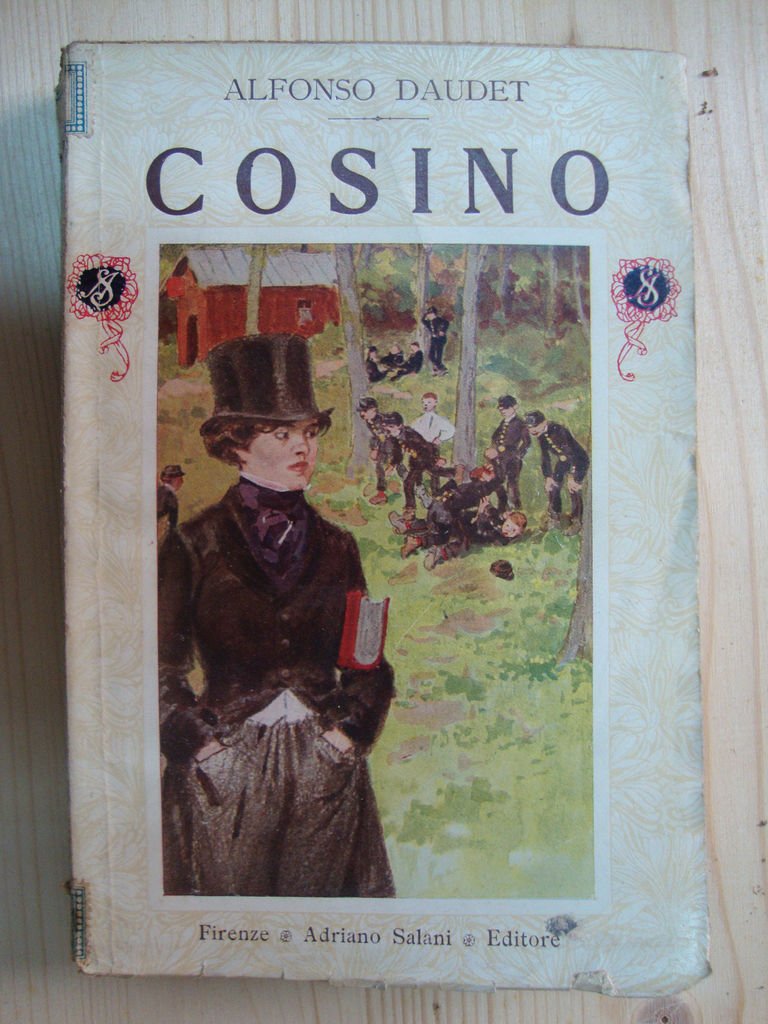 ALFONSO DAUDET
COSINO
Firenze Adriano Salani Editore